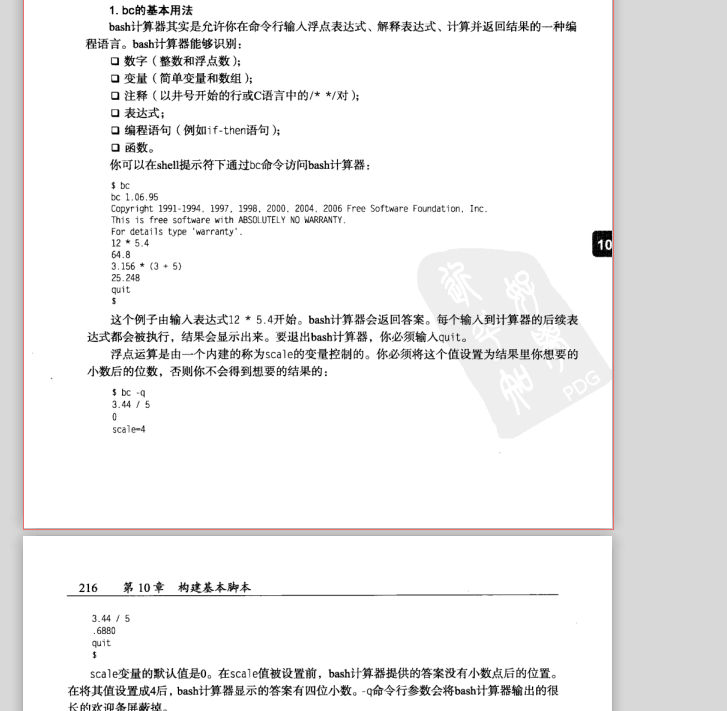 1. bc的基本用法
bash计算器其实是允许你在命令行输入浮点表达式、解释表达式、计算并返回结果的一种编
程语言。bash计算器能够识别：
❑ 数字（整数和浮点数）；
❑ 变量（简单变量和数组）；
❑ 注释（以井号开始的行或C语言中的/* */对）；
❑ 表达式；
❑ 编程语句（例如if-then语句）；
❑ 函数。
你可以在shell提示符下通过bc命令访问bash计算器：
$ bc
bc 1.06.95
Copyright 1991-1994, 1997, 1998, 2000, 2004, 2006 Free Software Foundation, Inc.
This is free software with ABSOLUTELY NO WARRANTY.
For details type `warranty'.
12 * 5.4
64.8
3.156 * (3 + 5)
25.248
quit
$
10
这个例子由输入表达式12 * 5.4开始。bash计算器会返回答案。每个输入到计算器的后续表
达式都会被执行，结果会显示出来。要退出bash计算器，你必须输入quit。
浮点运算是由一个内建的称为scale的变量控制的。你必须将这个值设置为结果里你想要的
小数后的位数，否则你不会得到想要的结果的：
$ bc -q
3.44 / 5
0
scale=4
PDG
216 第 10 章 构建基本脚本
3.44 / 5
.6880
quit
$
scale变量的默认值是0。在scale值被设置前，bash计算器提供的答案没有小数点后的位置。
在将其值设置成4后，bash计算器显示的答案有四位小数。-q命令行参数会将bash计算器输出的很
长的欢迎条屏蔽掉。